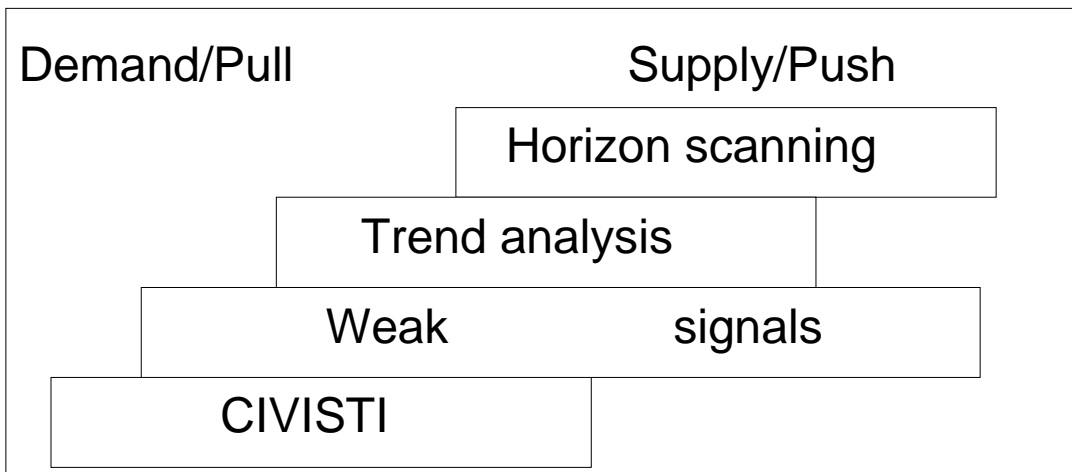 Demand/Pull Supply/Push
Horizon scanning
Trend analysis
Weak signals
CIVISTI